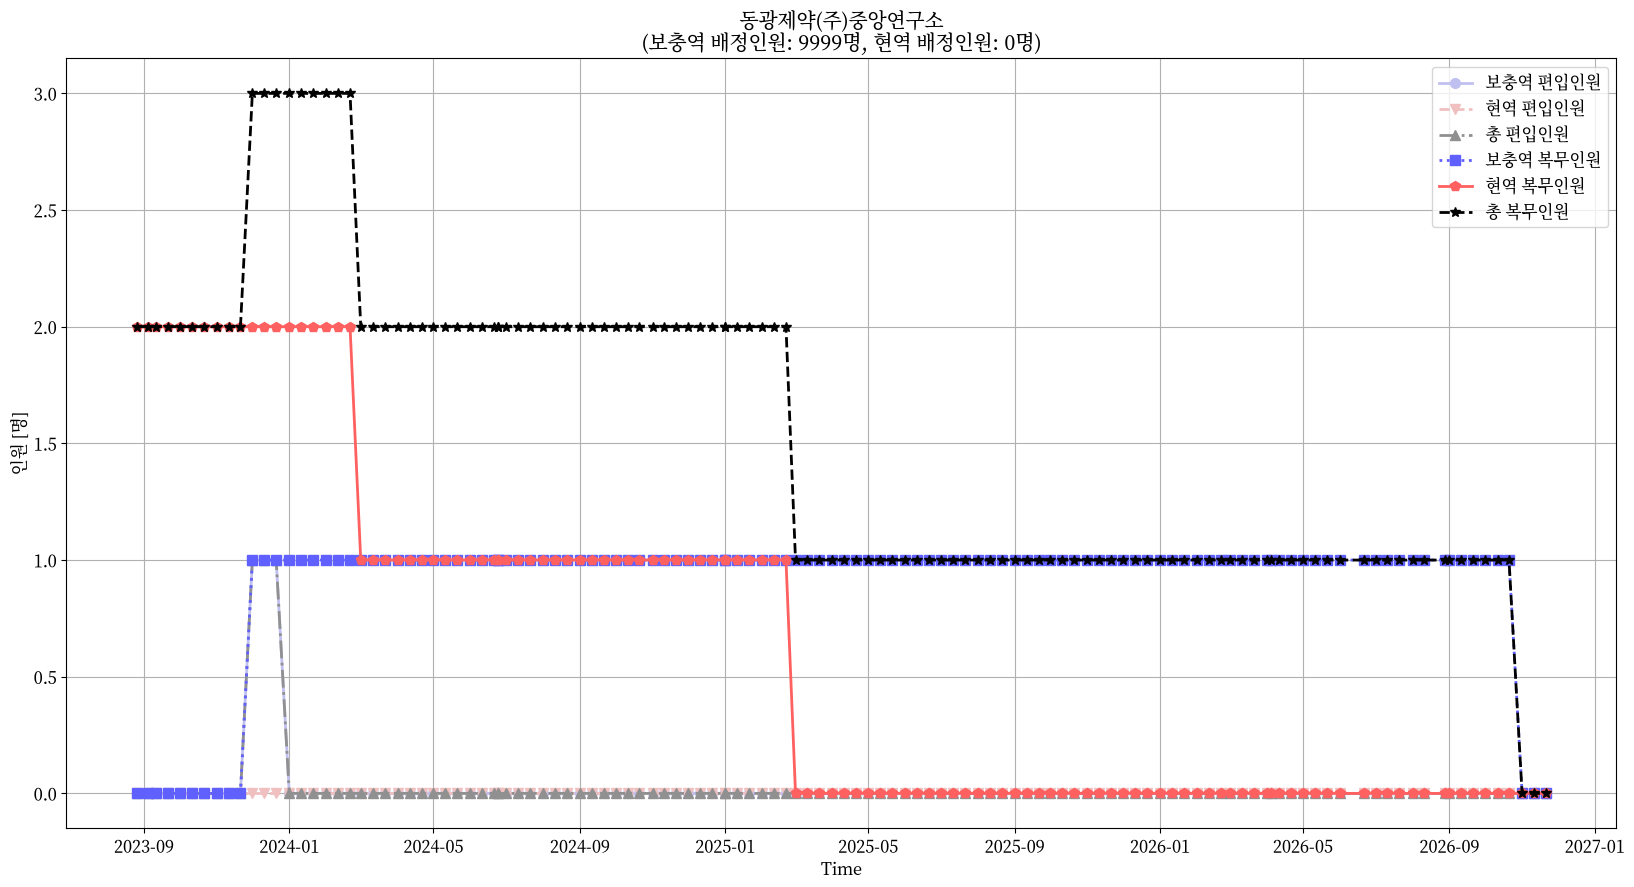 동광제약(주)중앙연구소
(보충역 배정인원: 9999명, 현역 배정인원: 0명)
보충역 편입인원
현역 편입인원
총 편입인원
보충역 복무인원
현역 복무인원
총 복무인원
인원 [명]
3.0
2.5
2.0
1.5
1.0
0.5
0.0
2023-09
2024-01
2024-05
2024-09
2025-01
2025-05
2025-09
2026-01
2026-05
2026-09
2027-01
Time